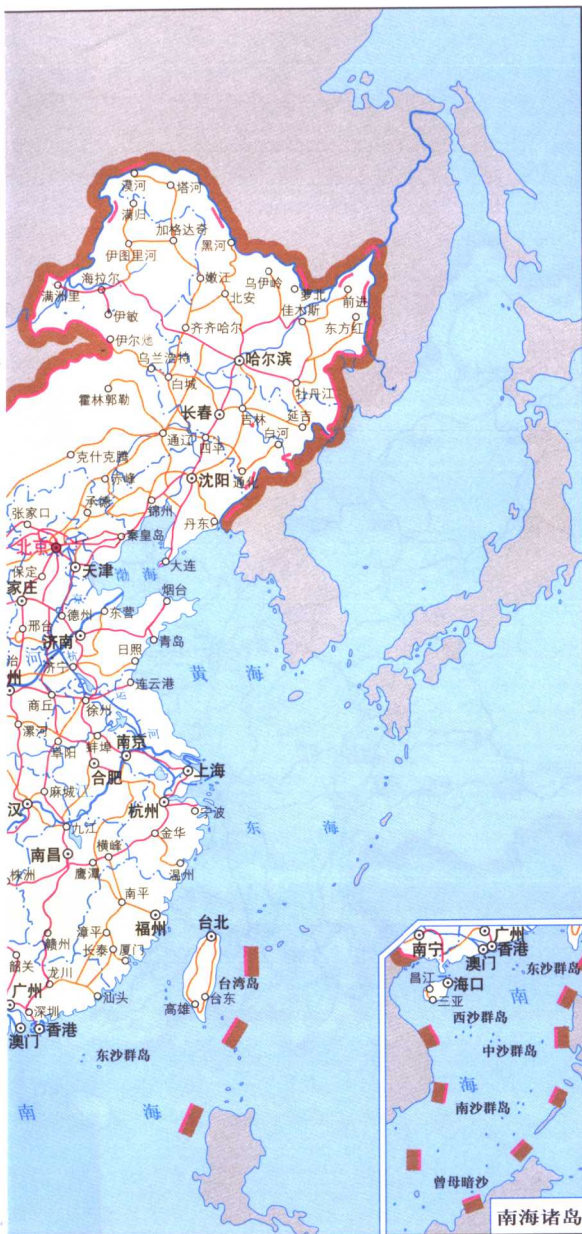 漠河
塔河
满归
加格达奇
黑河
伊图里河
海拉尔
嫩江
乌伊岭
满洲里
北安
萝北
前进
伊敏
佳木斯
齐齐哈尔
东方红
伊尔施
乌兰浩特
哈尔滨
白城
霍林郭勒
牡丹江
长春
吉林
延吉
通辽
四平
白河
克什克腾
赤峰
沈阳
通化
承德
锦州
张家口
丹东
北京
秦皇岛
大连
保定
天津
渤海
家庄
烟台
德州
东营
邢台
济南
青岛
日照
济宁
黄海
州
连云港
商丘
徐州
漯河
阜阳
蚌埠
南京
合肥
上海
麻城
汉
杭州
宁波
九江
东海
金华
南昌
横峰
鹰潭
温州
株洲
南平
福州
台北
赣州
漳平
长泰
厦门
韶关
龙川
台湾岛
广州
深圳
汕头
高雄
台东
澳门
香港
东沙群岛
南海
南宁
广州
香港
澳门
东沙群岛
昌江
海口
三亚
南
西沙群岛
中沙群岛
海
南沙群岛
曾母暗沙
南海诸岛